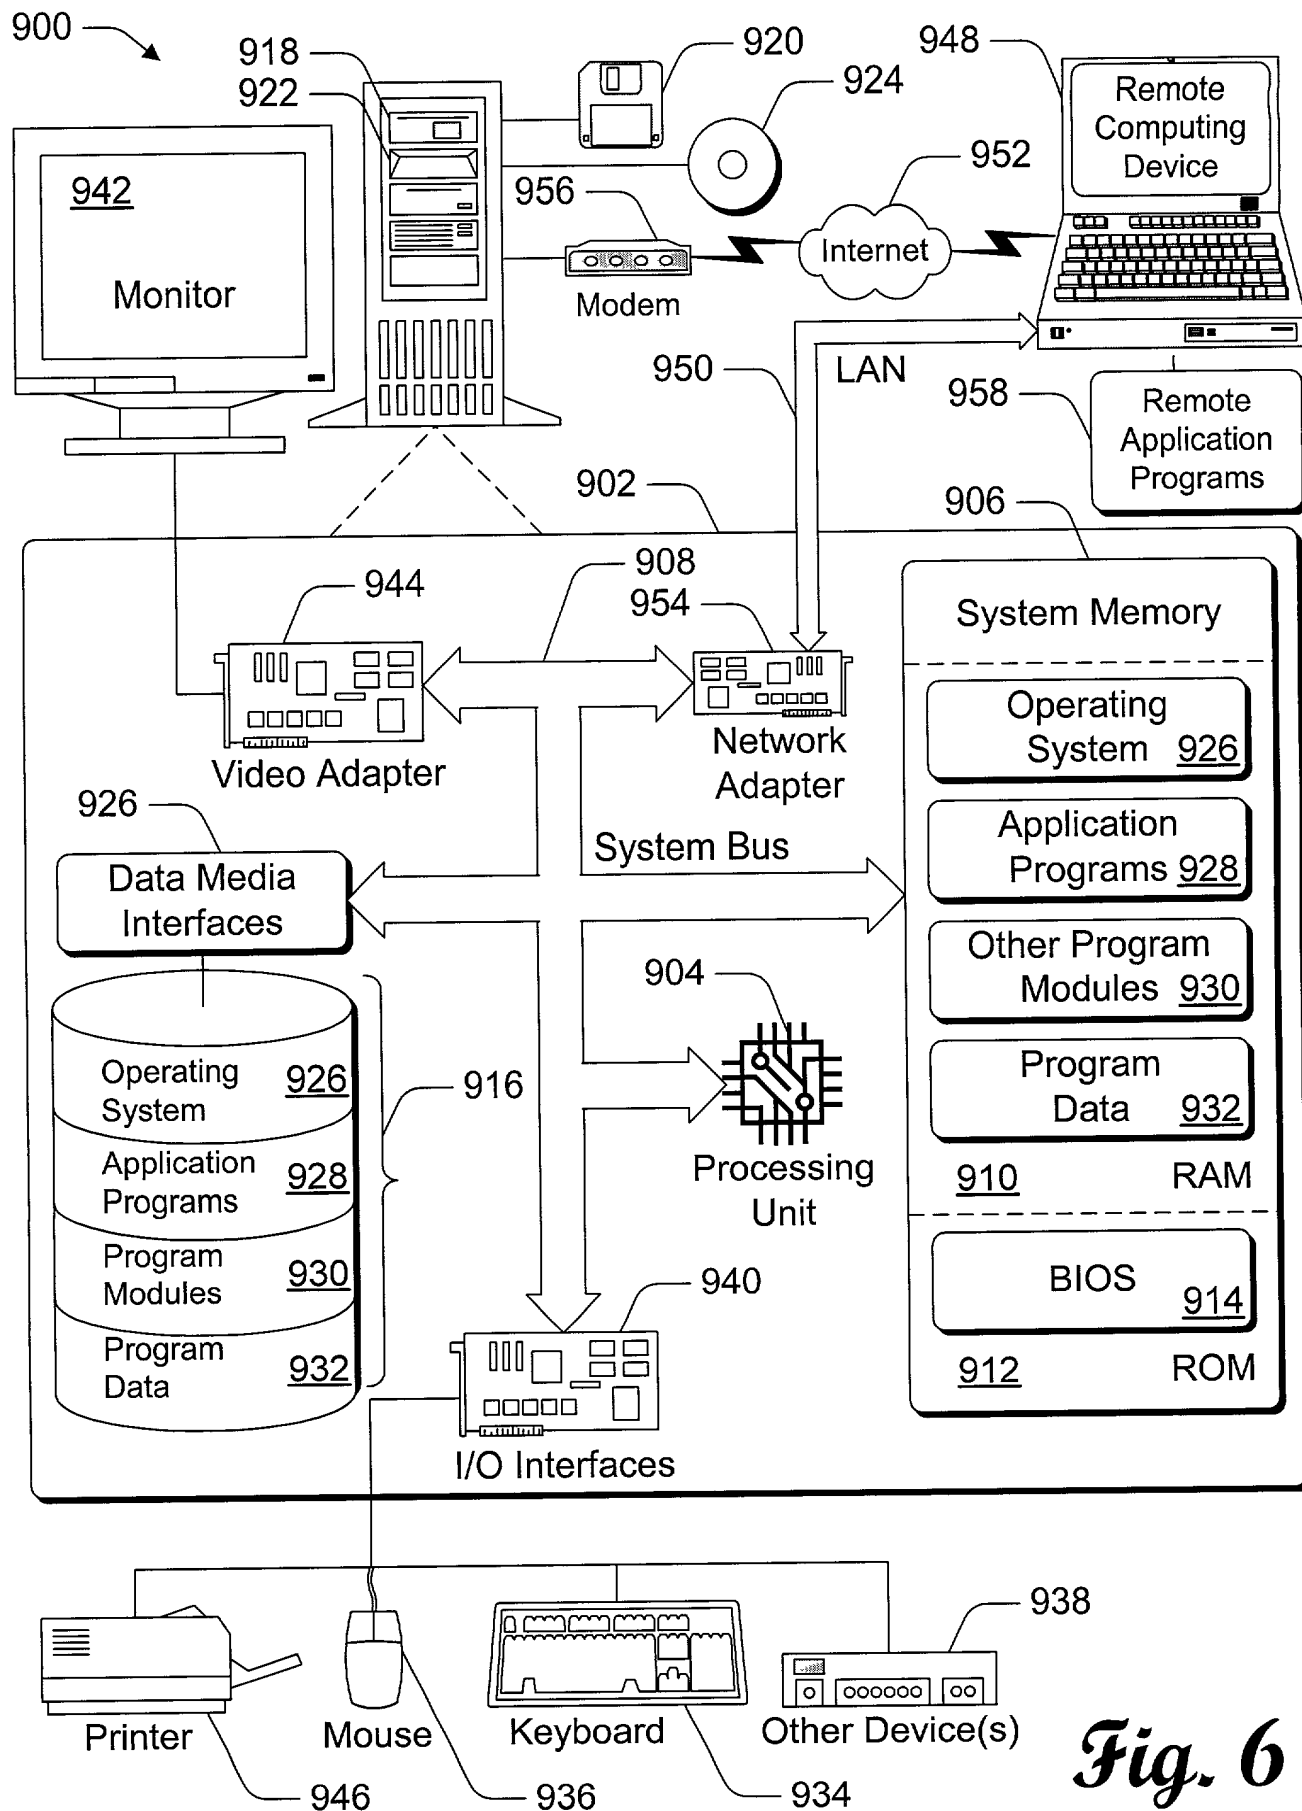 900
918
922
920
924
948
Remote
Computing
Device
952
956
942
Monitor
Internet
Modem
950
LAN
958
Remote
Application
Programs
902
906
908
944
954
System Memory
Operating
System 926
Network
Adapter
Video Adapter
926
Application
Programs 928
System Bus
Data Media
Interfaces
Other Program
Modules 930
904
Program
Data 932
Operating
System 926
916
Processing
Unit
Application
Programs 928
910 RAM
Program
Modules 930
940
BIOS 914
Program
Data 932
912 ROM
I/O Interfaces
938
Printer
Mouse
Keyboard
Other Device(s)
946
936
934
Fig. 6